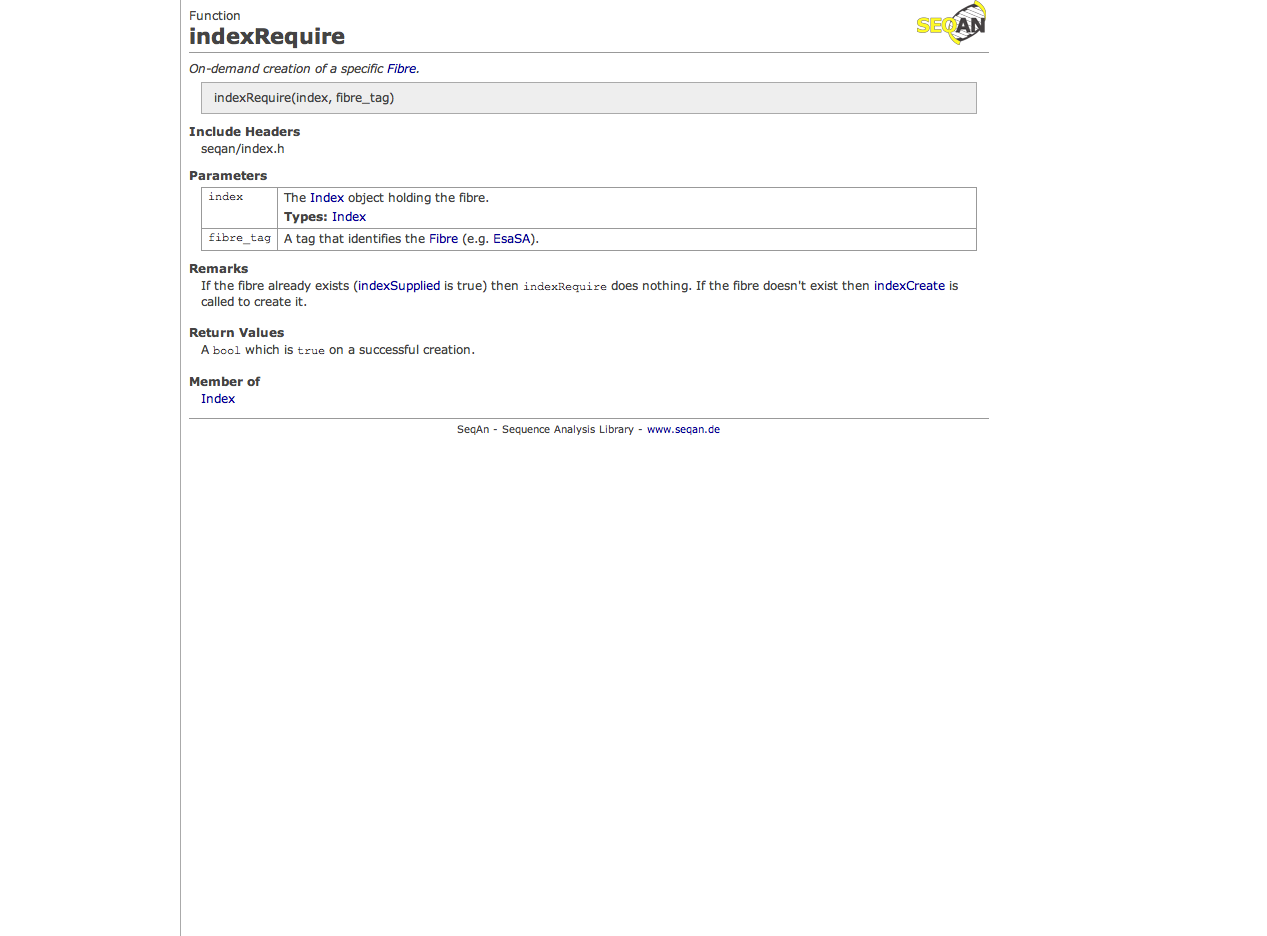 Function
SEQAN
indexRequire
On-demand creation of a specific Fibre.
indexRequire(index, fibre_tag)
Include Headers
seqan/index.h
Parameters
index The Index object holding the fibre.
Types: Index
fibre_tag A tag that identifies the Fibre (e.g. EsaSA).
Remarks
If the fibre already exists (indexSupplied is true) then indexRequire does nothing. If the fibre doesn't exist then indexCreate is
called to create it.
Return Values
A bool which is true on a successful creation.
Member of
Index
SeqAn - Sequence Analysis Library - www.seqan.de